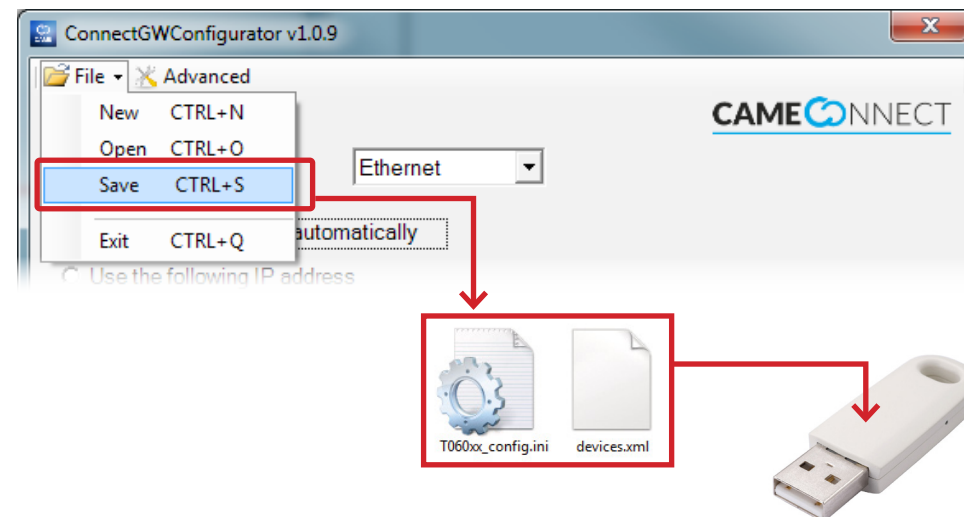 ConnectGWConfigurator v1.0.9
File Advanced
New CTRL+N
CAMECONNECT
Open CTRL+O
Ethernet
Save CTRL+S
automatically
Exit CTRL+Q
Use the following IP address
T060xx_config.ini devices.xml